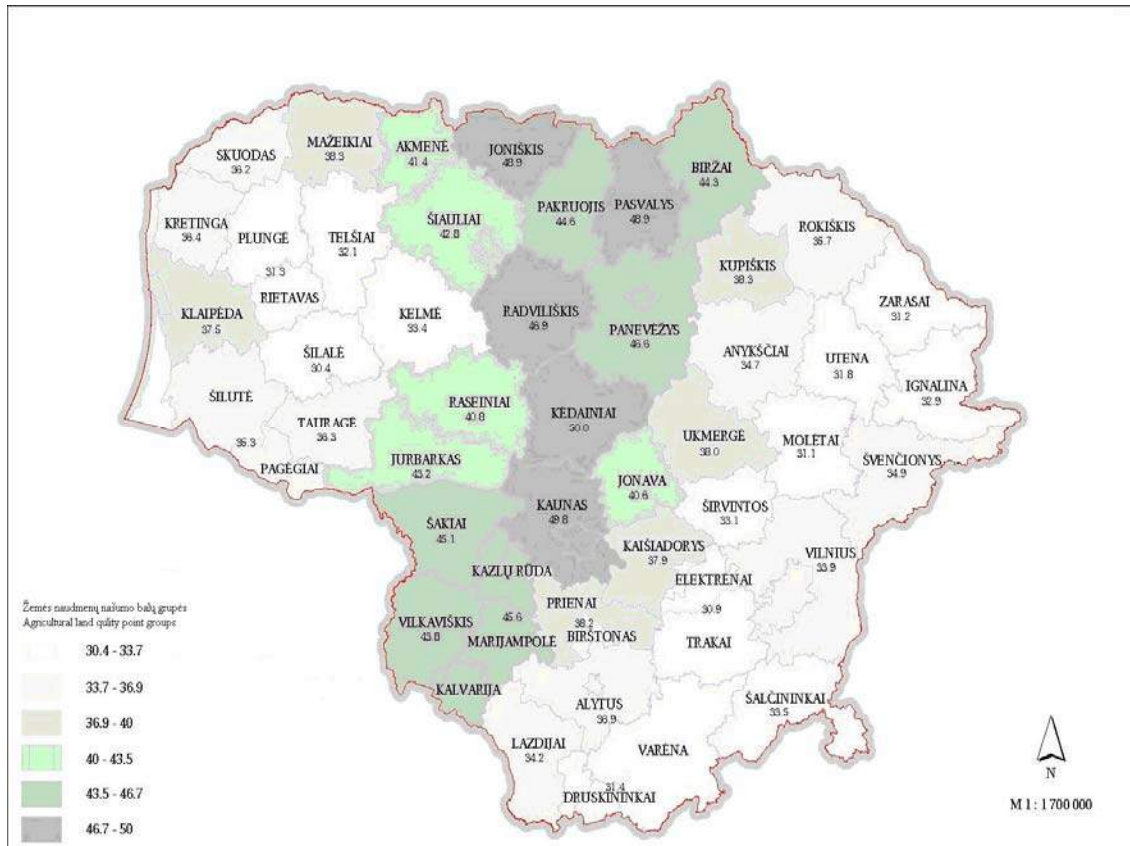 MAŽEIKIAI
38.3
AKMENĖ
41.4
JONIŠKIS
48.9
SKUODAS
36.2
BIRŽAI
44.3
PAKRUOJIS
44.6
PASVALYS
48.9
ŠIAULIAI
42.8
KRETINGA
36.4
PLUNGĖ
31.3
TELŠIAI
32.1
ROKIŠKIS
35.7
KUPIŠKIS
38.3
RIETAVAS
KLAIPĖDA
37.5
KELMĖ
33.4
RADVILIŠKIS
46.9
PANEVĖŽYS
46.6
ZARASAI
31.2
ŠILALĖ
30.4
ANYKŠČIAI
34.7
UTENA
31.8
IGNALINA
32.9
ŠILUTĖ
35.3
TAURAGĖ
36.3
RASEINIAI
40.8
KĖDAINIAI
50.0
UKMERGĖ
38.0
MOLĖTAI
31.1
PAGĖGIAI
JURBARKAS
43.2
JONAVA
40.6
ŠVENČIONYS
34.9
ŠAKIAI
45.1
KAUNAS
49.8
ŠIRVINTOS
33.1
KAIŠIADORYS
37.9
VILNIUS
33.9
KAZLŲ RŪDA
ELEKTRĖNAI
30.9
PRIENAI
38.2
VILKAVIŠKIS
43.8
45.6
MARIJAMPOLĖ
BIRŠTONAS
TRAKAI
KALVARIJA
ALYTUS
36.9
ŠALČININKAI
33.5
LAZDIJAI
34.2
VARĖNA
31.4
DRUSKININKAI
Žemės naudmenų našumo balų grupės
Agricultural land qulity point groups
30.4 - 33.7
33.7 - 36.9
36.9 - 40
40 - 43.5
43.5 - 46.7
46.7 - 50
N
M 1 : 1 700 000